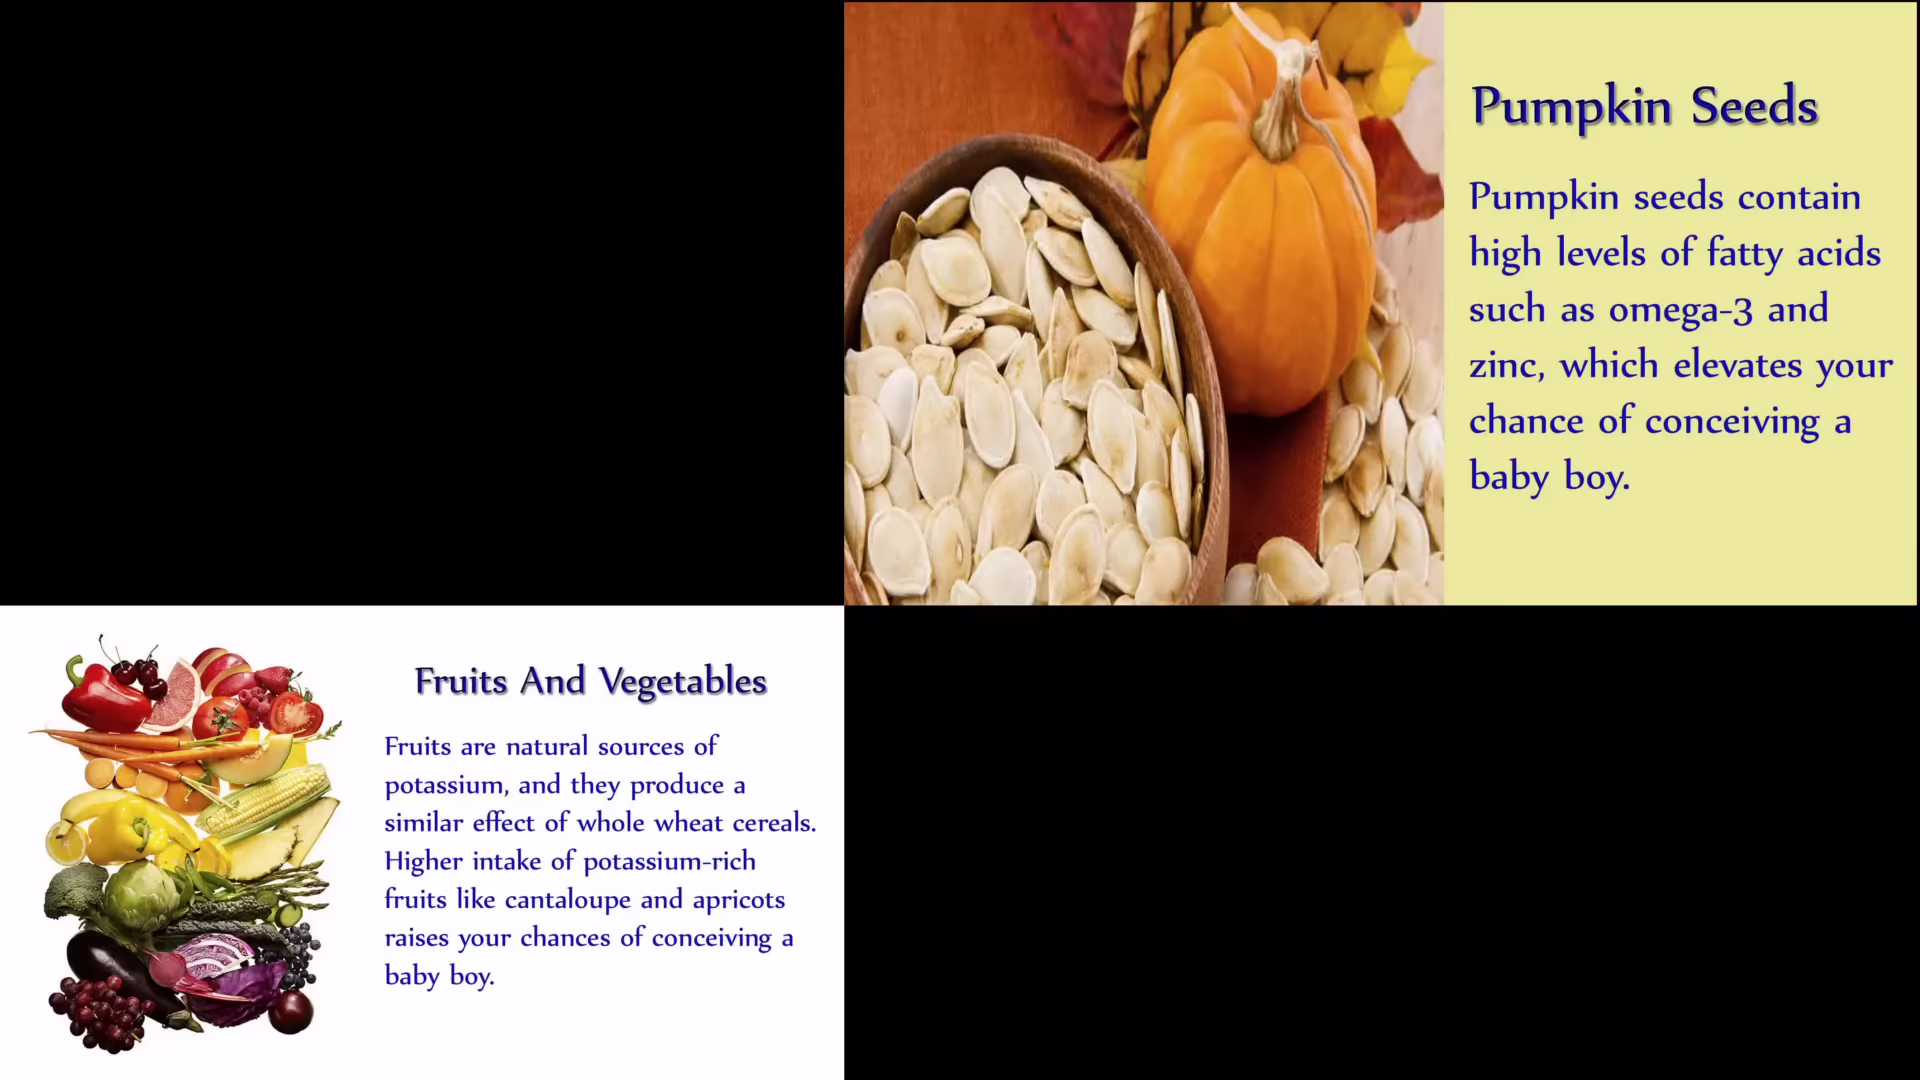 Pumpkin Seeds
Pumpkin seeds contain
high levels of fatty acids
such as omega-3 and
zinc, which elevates your
chance of conceiving a
baby boy.
Fruits And Vegetables
Fruits are natural sources of
potassium, and they produce a
similar effect of whole wheat cereals.
Higher intake of potassium-rich
fruits like cantaloupe and apricots
raises your chances of conceiving a
baby boy.